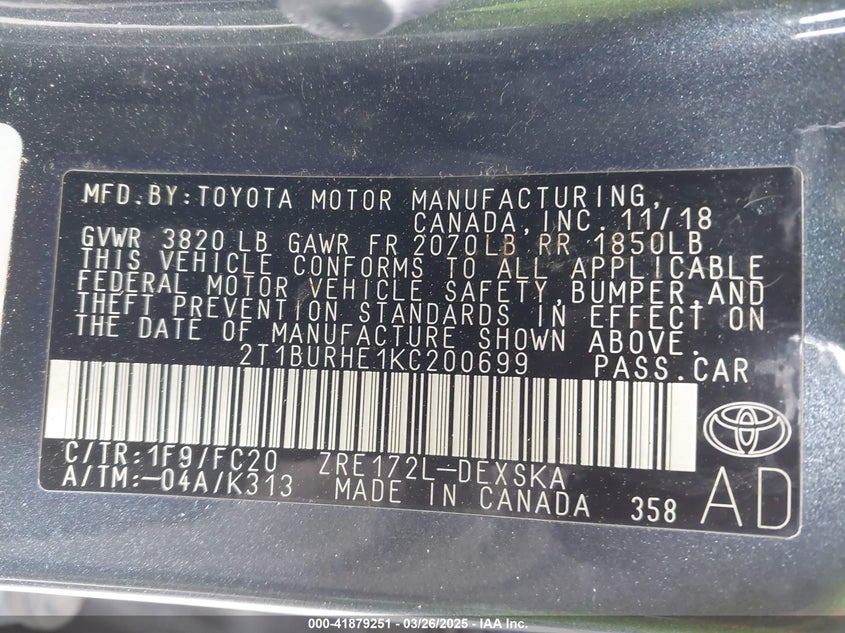 MFD.BY:TOYOTA MOTOR MANUFACTURING,
CANADA,INC. 11/18
GVWR 3820 LB GAWR FR 2070LB RR 1850LB
THIS VEHICLE CONFORMS TO ALL APPLICABLE
FEDERAL MOTOR VEHICLE SAFETY,BUMPER,AND
THEFT PREVENTION STANDARDS IN EFFECT ON
THE DATE OF MANUFACTURE SHOWN ABOVE.
2T1BURHE1KC200699 PASS.CAR
C/TR:1F9/FC20 ZRE172L-DEXSKA
A/TM:-04A/K313 MADE IN CANADA 358 AD
000-41879251 - 03/26/2025 - IAA Inc.